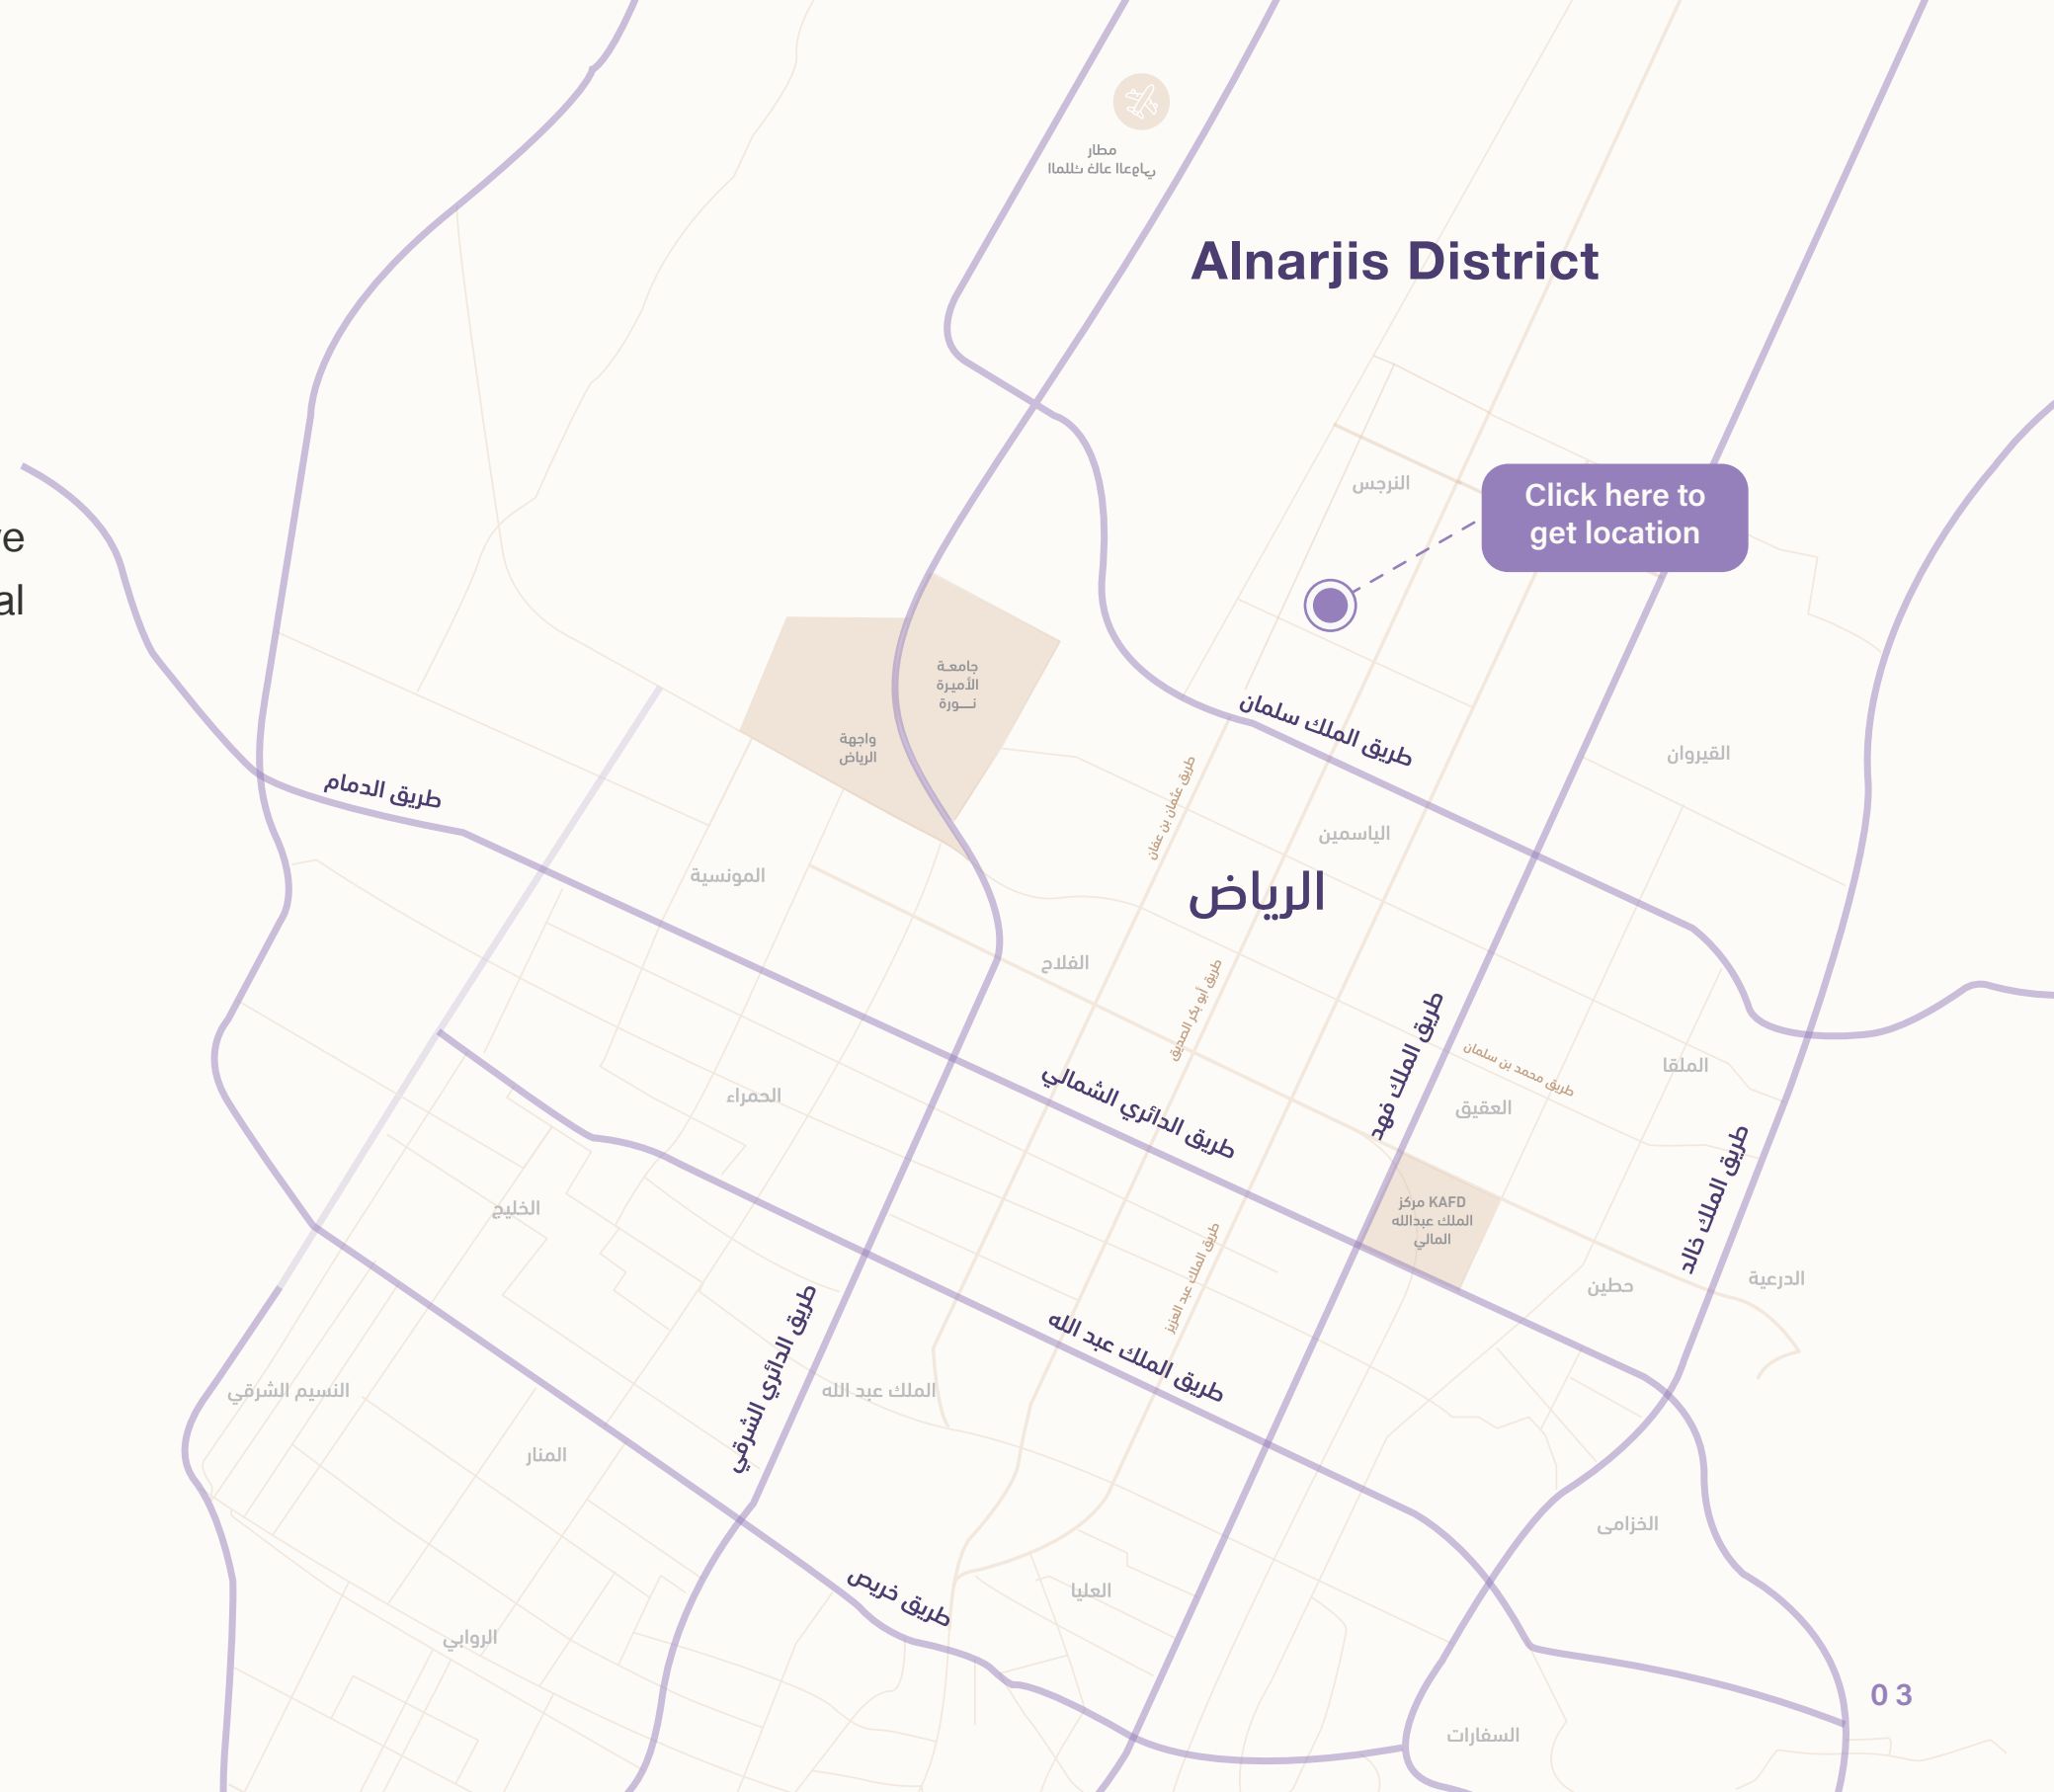 مطار
Alnarjis District
النرجس
Click here to
get location
ve
al
جامعـة
الأميرة
نـــورة
واجهة
الرياض
طريق الملك سلمان
القيروان
طريق الدمام
طريق عثمان بن عفان
الياسمين
المونسية
الرياض
الفلاح
طريق أبو بكر الصديق
طريق الملك فهد
طريق محمد بن سلمان
الملقا
العقيق
الحمراء
طريق الدائري الشمالي
طريق الملك خالد
الخليج
مركز KAFD
الملك عبدالله
المالي
طريق الملك عبد العزيز
حطين
الدرعية
طريق الدائري الشرقي
طريق الملك عبد الله
النسيم الشرقي
الملك عبد الله
المنار
الخزامى
طريق خريص
العليا
الروابي
03
السفارات